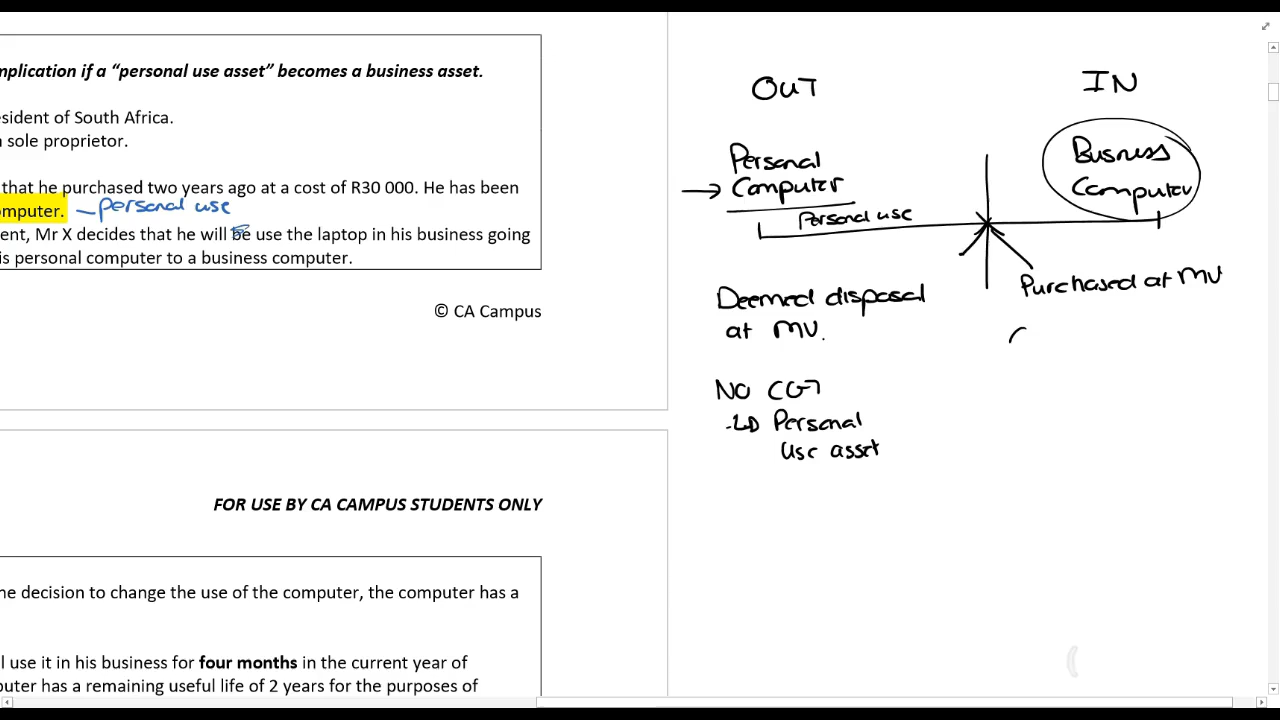 mplication if a “personal use asset” becomes a business asset.
esident of South Africa.
n sole proprietor.
that he purchased two years ago at a cost of R30 000. He has been
omputer. personal use
ent, Mr X decides that he will be use the laptop in his business going
is personal computer to a business computer.
© CA Campus
FOR USE BY CA CAMPUS STUDENTS ONLY
he decision to change the use of the computer, the computer has a
l use it in his business for four months in the current year of
puter has a remaining useful life of 2 years for the purposes of
OUT
IN
Personal
Computer
Business
Computer
Personal use
Purchased at MV
Deemed disposal
at MV.
NO CGT
Personal
Use asset